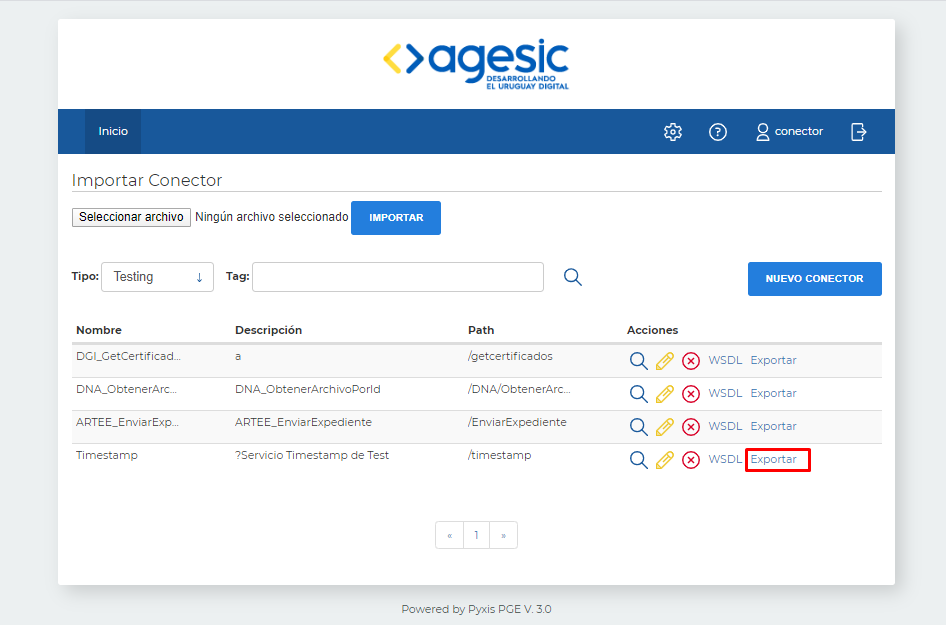 agesic
DESARROLLANDO
EL URUGUAY DIGITAL
Inicio ? conector
Importar Conector
Seleccionar archivo Ningún archivo seleccionado IMPORTAR
Tipo: Testing ↓ Tag: NUEVO CONECTOR
Nombre Descripción Path Acciones
DGI_GetCertificad... a /getcertificados WSDL Exportar
DNA_ObtenerArc... DNA_ObtenerArchivoPorId /DNA/ObtenerArc... WSDL Exportar
ARTEE_EnviarExp... ARTEE_EnviarExpediente /EnviarExpediente WSDL Exportar
Timestamp ?Servicio Timestamp de Test /timestamp WSDL Exportar
« 1 »
Powered by Pyxis PGE V. 3.0